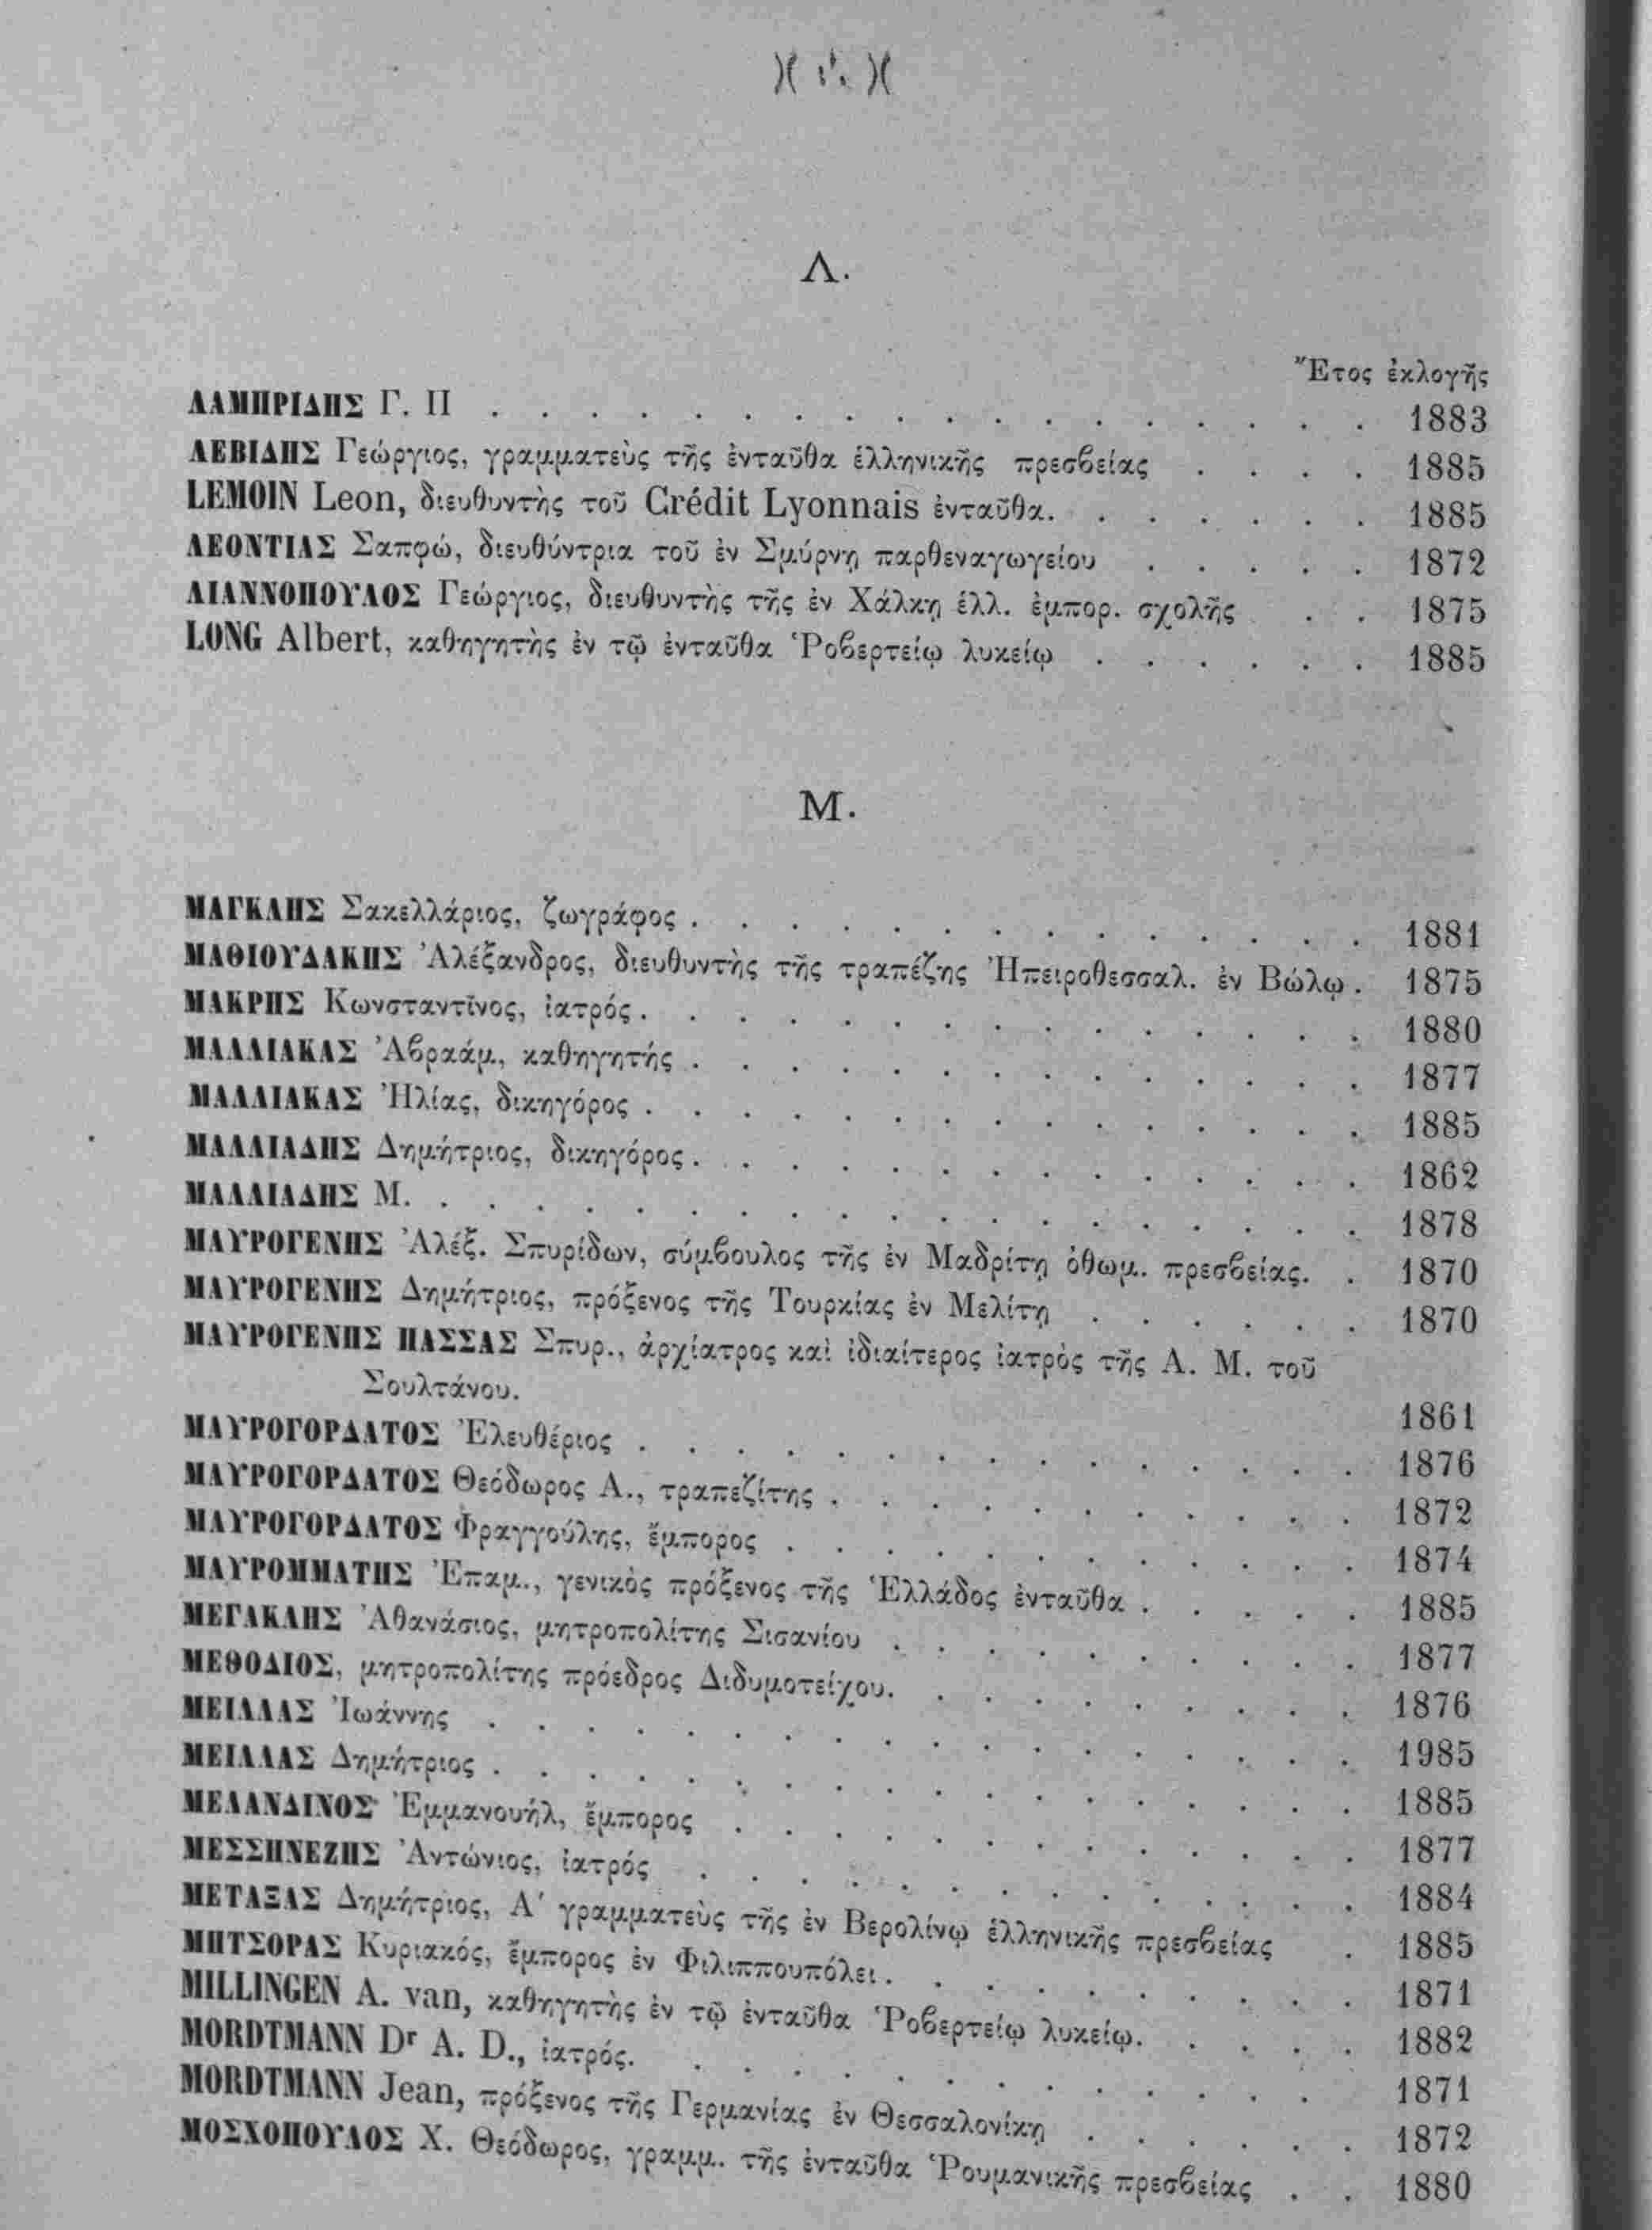 Λ.
Ἔτος ἐκλογῆς
ΛΑΜΠΡΙΔΗΣ Γ. Π . . . . . . . . . . . . . . . . . . 1883
ΛΕΒΙΔΗΣ Γεώργιος, γραμματεὺς τῆς ἐνταῦθα ἑλληνικῆς πρεσβείας . . . . 1885
LEMOIN Leon, διευθυντὴς τοῦ Crédit Lyonnais ἐνταῦθα. . . . . . . 1885
ΛΕΟΝΤΙΑΣ Σαπφώ, διευθύντρια τοῦ ἐν Σμύρνῃ παρθεναγωγείου . . . . . 1872
ΛΙΑΝΝΟΠΟΥΛΟΣ Γεώργιος, διευθυντὴς τῆς ἐν Χάλκῃ ἑλλ. ἐμπορ. σχολῆς . . 1875
LONG Albert, καθηγητὴς ἐν τῷ ἐνταῦθα Ῥοβερτείῳ λυκείῳ . . . . . . 1885
Μ.
ΜΑΓΚΛΗΣ Σακελλάριος, ζωγράφος . . . . . . . . . . . . . . 1881
ΜΑΘΙΟΥΔΑΚΗΣ Ἀλέξανδρος, διευθυντὴς τῆς τραπέζης Ἠπειροθεσσαλ. ἐν Βώλῳ . 1875
ΜΑΚΡΗΣ Κωνσταντῖνος, ἰατρός . . . . . . . . . . . . . . . 1880
ΜΑΛΛΙΑΚΑΣ Ἀβραάμ, καθηγητής . . . . . . . . . . . . . . 1877
ΜΑΛΛΙΑΚΑΣ Ἠλίας, δικηγόρος . . . . . . . . . . . . . . . 1885
ΜΑΛΛΙΑΔΗΣ Δημήτριος, δικηγόρος . . . . . . . . . . . . . . 1862
ΜΑΛΛΙΑΔΗΣ Μ. . . . . . . . . . . . . . . . . . . . 1878
ΜΑΥΡΟΓΕΝΗΣ Ἀλέξ. Σπυρίδων, σύμβουλος τῆς ἐν Μαδρίτῃ ὀθωμ. πρεσβείας. . 1870
ΜΑΥΡΟΓΕΝΗΣ Δημήτριος, πρόξενος τῆς Τουρκίας ἐν Μελίτῃ . . . . . . 1870
ΜΑΥΡΟΓΕΝΗΣ ΠΑΣΣΑΣ Σπυρ., ἀρχίατρος καὶ ἰδιαίτερος ἰατρὸς τῆς Α. Μ. τοῦ
Σουλτάνου. 1861
ΜΑΥΡΟΓΟΡΔΑΤΟΣ Ἐλευθέριος . . . . . . . . . . . . . . . 1876
ΜΑΥΡΟΓΟΡΔΑΤΟΣ Θεόδωρος Α., τραπεζίτης . . . . . . . . . . . 1872
ΜΑΥΡΟΓΟΡΔΑΤΟΣ Φραγγούλης, ἔμπορος . . . . . . . . . . . . 1874
ΜΑΥΡΟΜΜΑΤΗΣ Ἐπαμ., γενικὸς πρόξενος τῆς Ἑλλάδος ἐνταῦθα . . . . . 1885
ΜΕΓΑΚΛΗΣ Ἀθανάσιος, μητροπολίτης Σισανίου . . . . . . . . . . 1877
ΜΕΘΟΔΙΟΣ, μητροπολίτης πρόεδρος Διδυμοτείχου. . . . . . . . . . 1876
ΜΕΙΛΛΑΣ Ἰωάννης . . . . . . . . . . . . . . . . . . 1985
ΜΕΙΛΛΑΣ Δημήτριος . . . . . . . . . . . . . . . . . . 1885
ΜΕΛΑΝΔΙΝΟΣ Ἐμμανουήλ, ἔμπορος . . . . . . . . . . . . . 1877
ΜΕΣΣΗΝΕΖΗΣ Ἀντώνιος, ἰατρός . . . . . . . . . . . . . . 1884
ΜΕΤΑΞΑΣ Δημήτριος, Α' γραμματεὺς τῆς ἐν Βερολίνῳ ἑλληνικῆς πρεσβείας . 1885
ΜΗΤΣΟΡΑΣ Κυριακός, ἔμπορος ἐν Φιλιππουπόλει . . . . . . . . . . 1871
MILLINGEN A. van, καθηγητὴς ἐν τῷ ἐνταῦθα Ῥοβερτείῳ λυκείῳ. . . . . 1882
MORDTMANN Dr A. D., ἰατρός. . . . . . . . . . . . . . 1871
MORDTMANN Jean, πρόξενος τῆς Γερμανίας ἐν Θεσσαλονίκῃ . . . . . . 1872
ΜΟΣΧΟΠΟΥΛΟΣ Χ. Θεόδωρος, γραμμ. τῆς ἐνταῦθα Ῥουμανικῆς πρεσβείας . . 1880